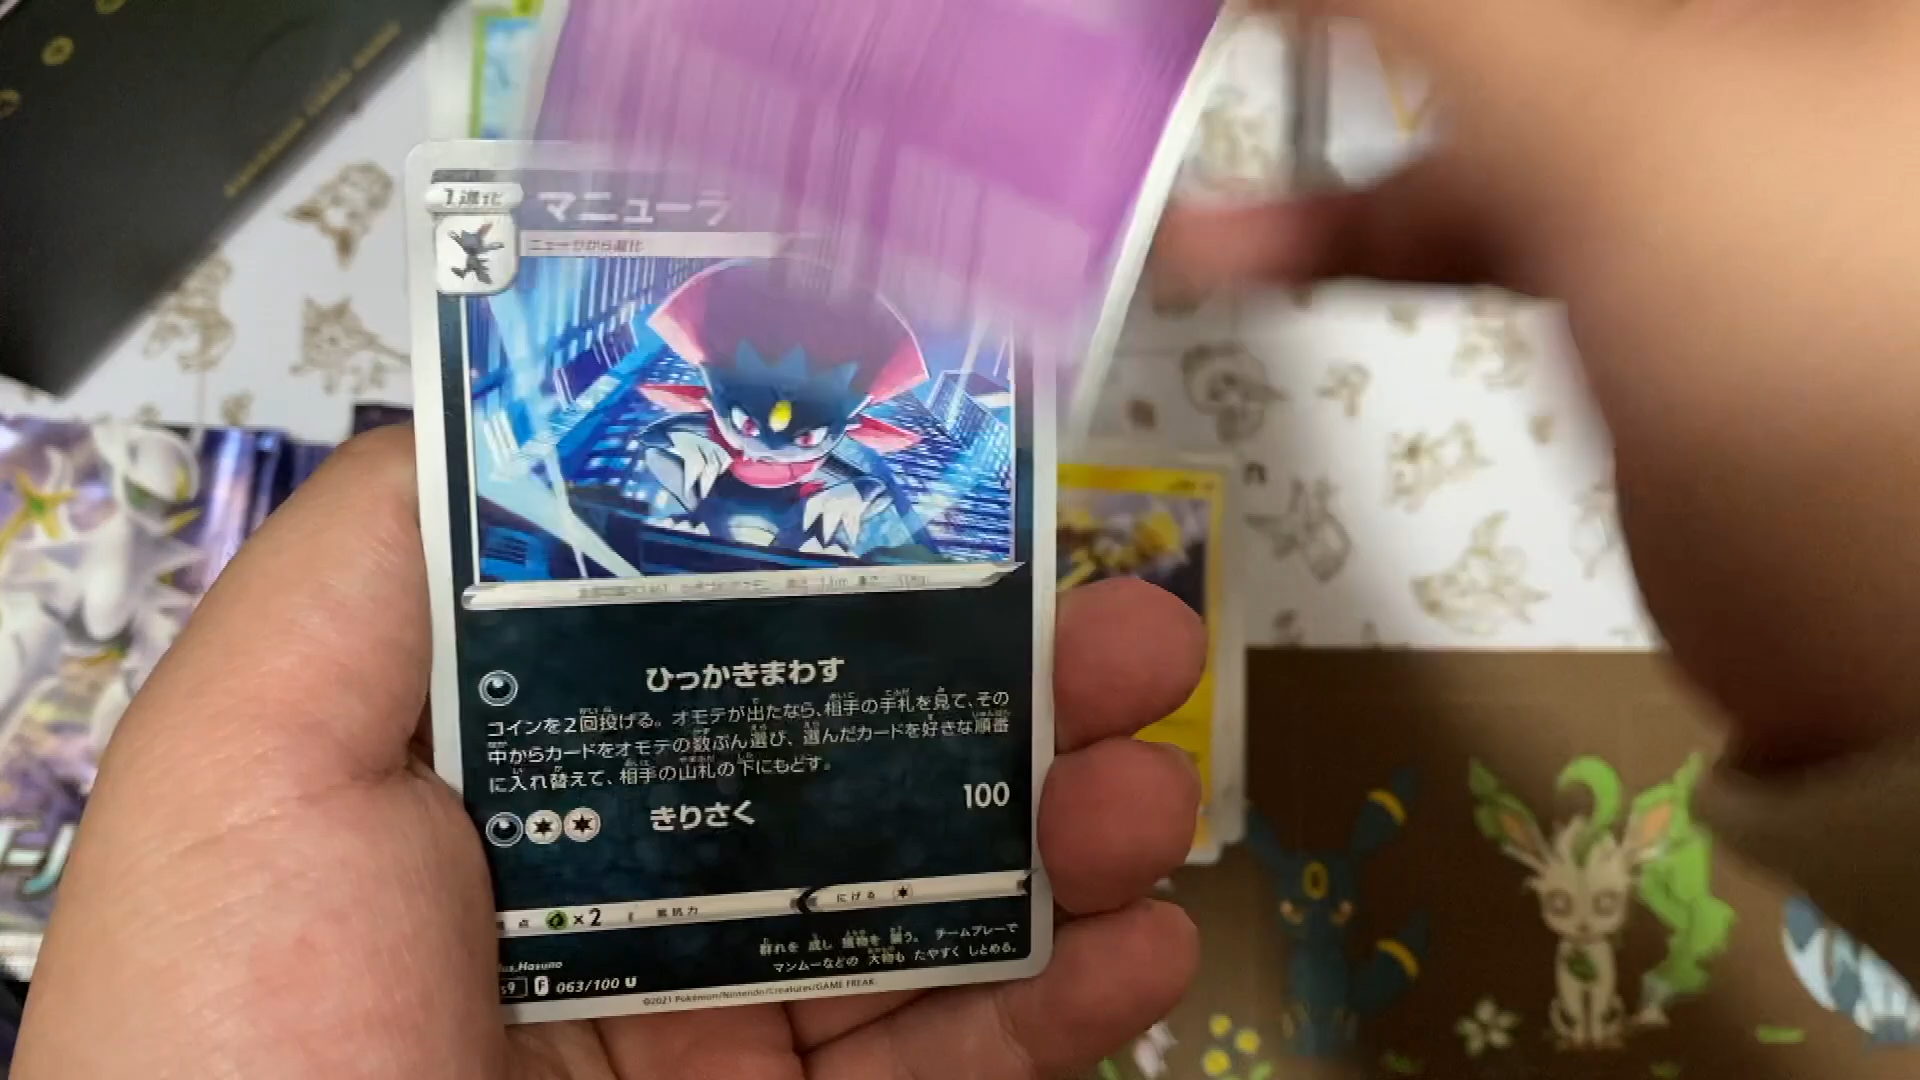 1進化
マニューラ
ニューラから進化
ひっかきまわす
コインを2回投げる。オモテが出たなら、相手の手札を見て、その
中からカードをオモテの数ぶん選び、選んだカードを好きな順番
に入れ替えて、相手の山札の下にもどす。
きりさく 100
点 ×2 抵抗力 にげる
群れを 成し 獲物を 襲う。 チームプレーで
マンムーなどの 大物も たやすく しとめる。
lus.Hasuno
s9 F 063/100 U
©2021 Pokémon/Nintendo/Creatures/GAME FREAK.